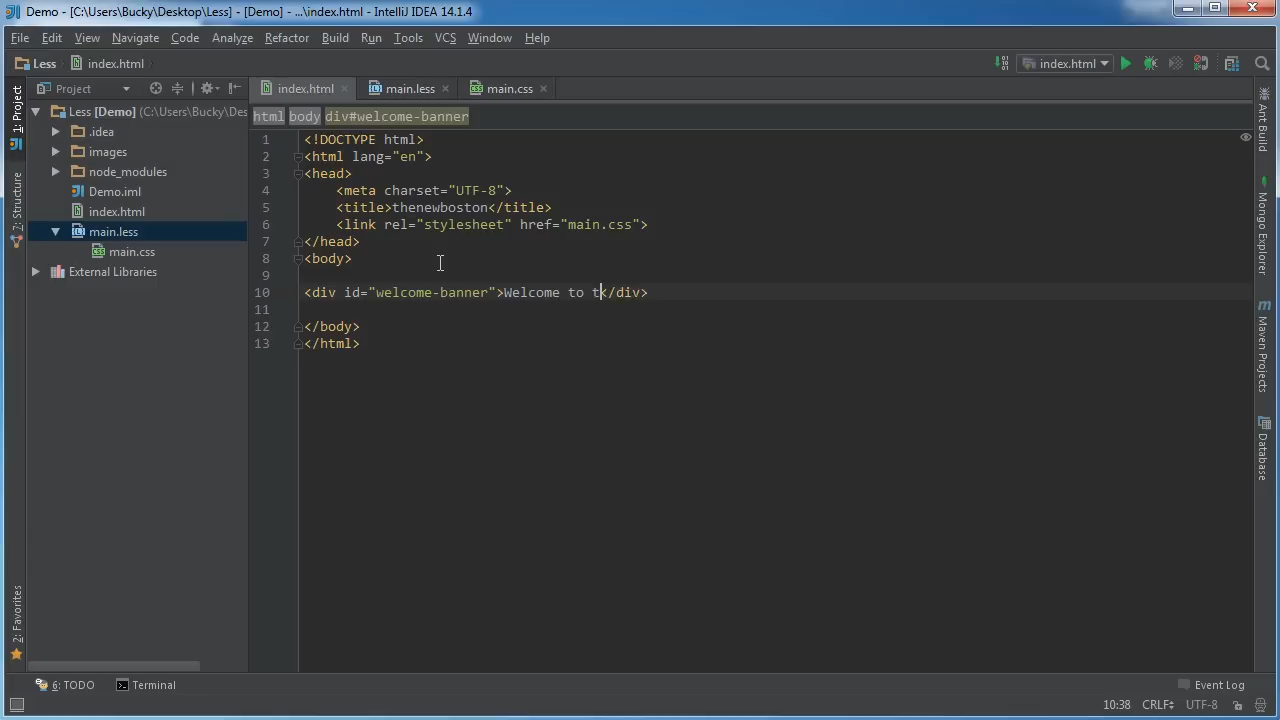 Demo - [C:\Users\Bucky\Desktop\Less] - [Demo] - ...\index.html - IntelliJ IDEA 14.1.4
File Edit View Navigate Code Analyze Refactor Build Run Tools VCS Window Help
Less index.html index.html
Project index.html main.less main.css
Less [Demo] (C:\Users\Bucky\Des
.idea
images
node_modules
Demo.iml
index.html
main.less
main.css
External Libraries
html body div#welcome-banner
1 <!DOCTYPE html>
2 <html lang="en">
3 <head>
4 <meta charset="UTF-8">
5 <title>thenewboston</title>
6 <link rel="stylesheet" href="main.css">
7 </head>
8 <body>
9
10 <div id="welcome-banner">Welcome to t</div>
11
12 </body>
13 </html>
1: Project
7: Structure
2: Favorites
Ant Build
Mongo Explorer
m
Maven Projects
Database
6: TODO Terminal Event Log
10:38 CRLF UTF-8